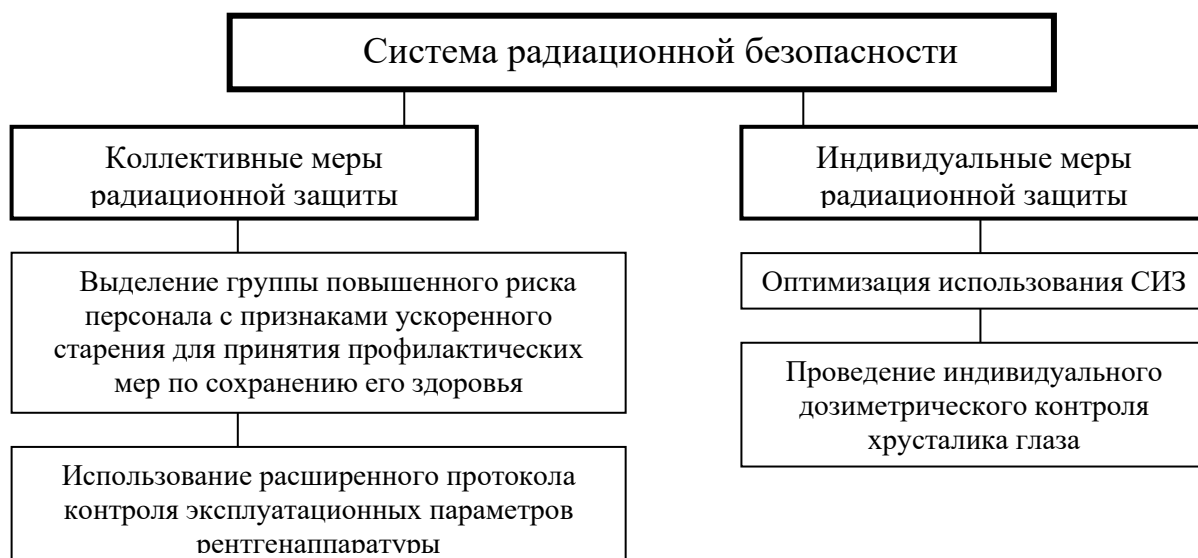 Система радиационной безопасности
Коллективные меры
радиационной защиты
Выделение группы повышенного риска
персонала с признаками ускоренного
старения для принятия профилактических
мер по сохранению его здоровья
Использование расширенного протокола
контроля эксплуатационных параметров
рентгенаппаратуры
Индивидуальные меры
радиационной защиты
Оптимизация использования СИЗ
Проведение индивидуального
дозиметрического контроля
хрусталика глаза